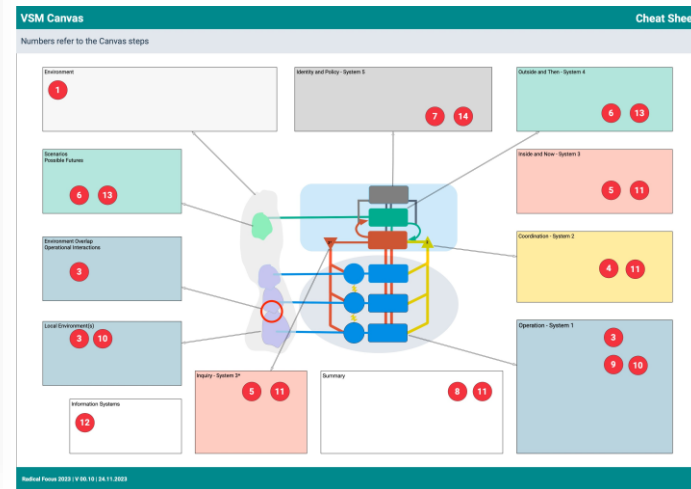 VSM Canvas
Cheat Shee
Numbers refer to the Canvas steps
Environment
1
Identity and Policy - System 5
7 14
Outside and Then - System 4
6 13
Scenarios
Possible Futures
6 13
Inside and Now - System 3
5 11
Environment Overlap
Operational Interactions
3
Coordination - System 2
4 11
Local Environment(s)
3 10
Operation - System 1
3
9 10
Inquiry - System 3*
5 11
Summary
8 11
Information Systems
12
Radical Focus 2023 | V 00.10 | 24.11.2023